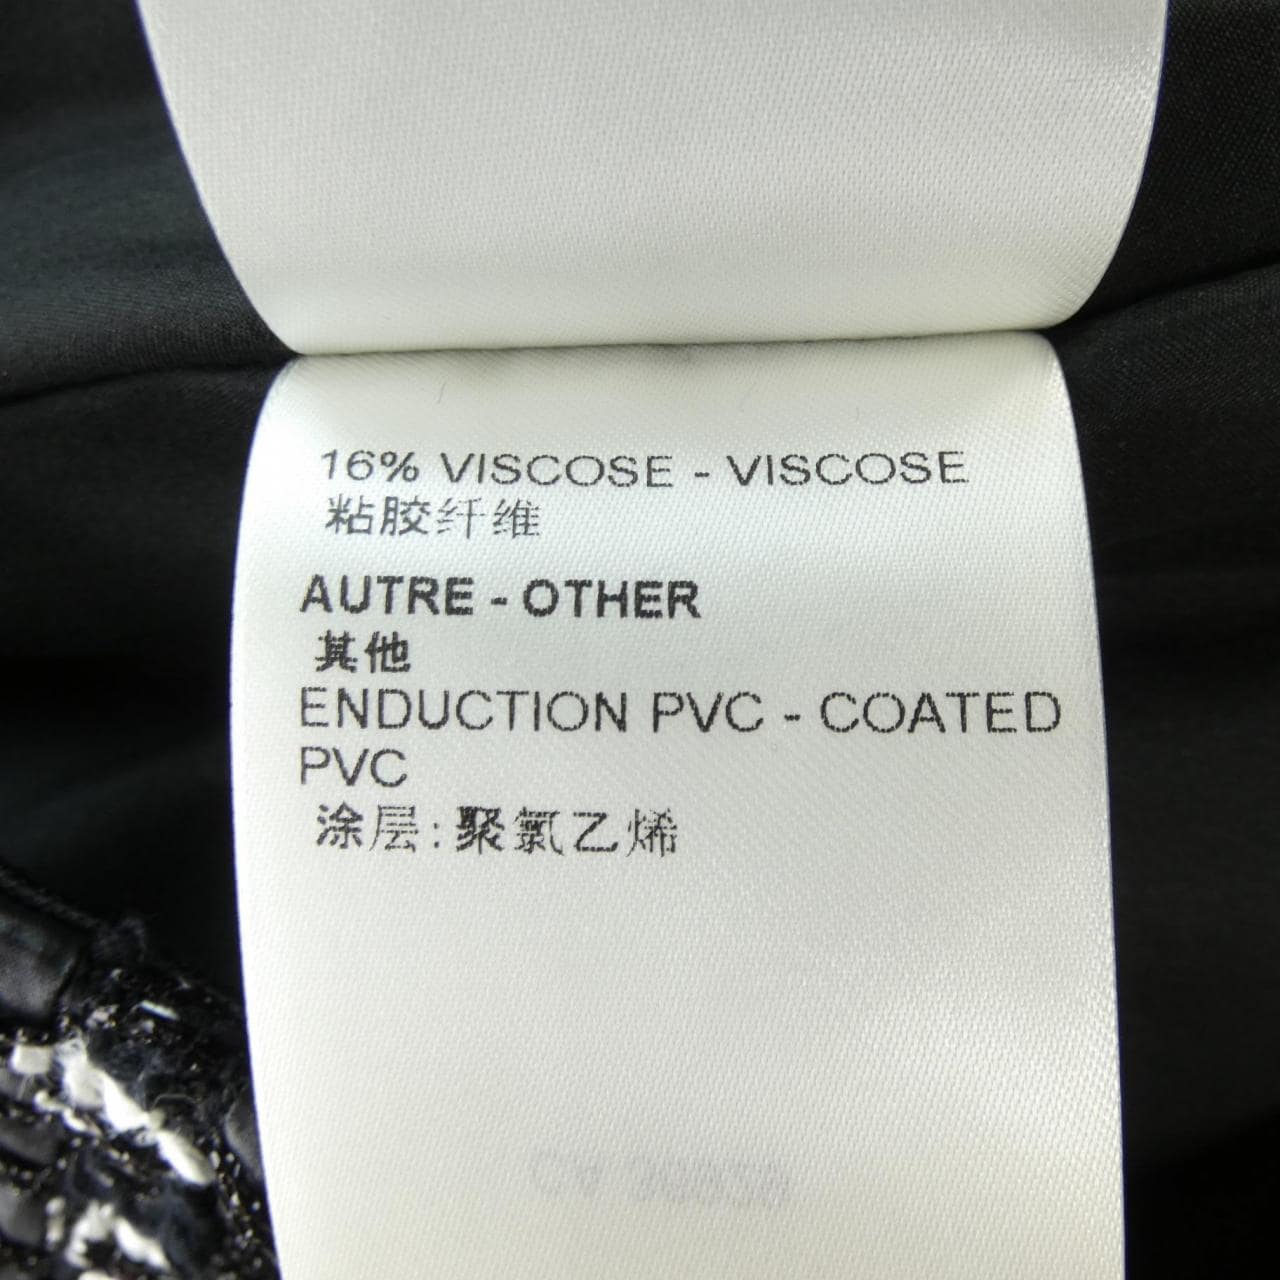 16% VISCOSE - VISCOSE
粘胶纤维
AUTRE - OTHER
其他
ENDUCTION PVC - COATED
PVC
涂层:聚氯乙烯